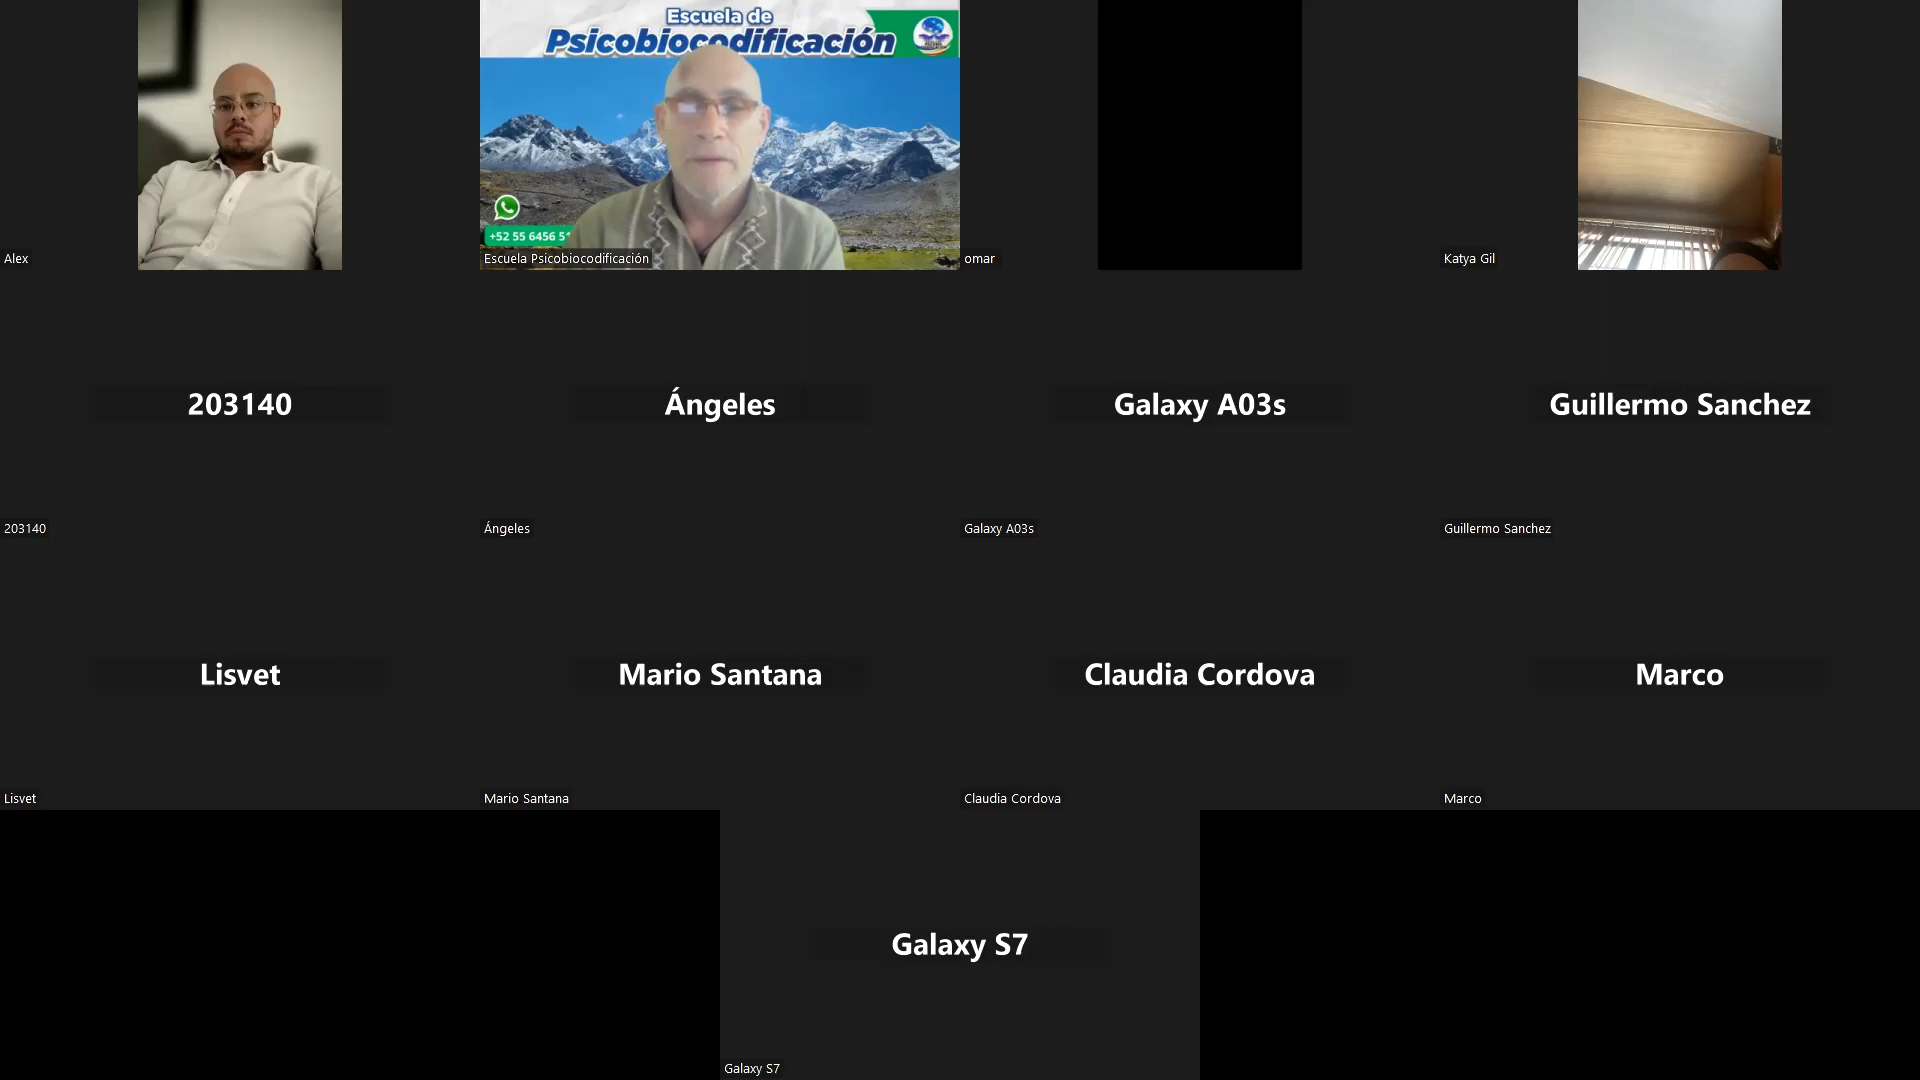 Escuela de
Psicobiocodificación
+52 55 6456 5
Alex
Escuela Psicobiocodificación
omar
Katya Gil
203140
Ángeles
Galaxy A03s
Guillermo Sanchez
203140
Ángeles
Galaxy A03s
Guillermo Sanchez
Lisvet
Mario Santana
Claudia Cordova
Marco
Lisvet
Mario Santana
Claudia Cordova
Marco
Galaxy S7
Galaxy S7